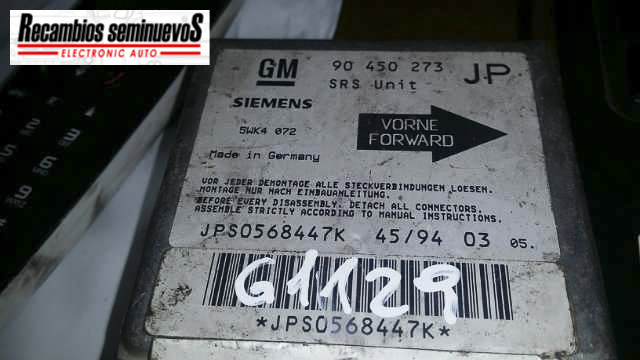 Recambios seminuevoS
ELECTRONIC AUTO
GM 90 450 273 JP
SRS Unit
SIEMENS
5WK4 072
VORNE
FORWARD
Made in Germany
VOR JEDER DEMONTAGE ALLE STECKVERBINDUNGEN LOESEN.
MONTAGE NUR NACH EINBAUANLEITUNG.
BEFORE EVERY DISASSEMBLY. DETACH ALL CONNECTORS.
ASSEMBLE STRICTLY ACCORDING TO MANUAL INSTRUCTIONS.
JPS0568447K 45/94 03 05.
G1129
*JPS0568447K*